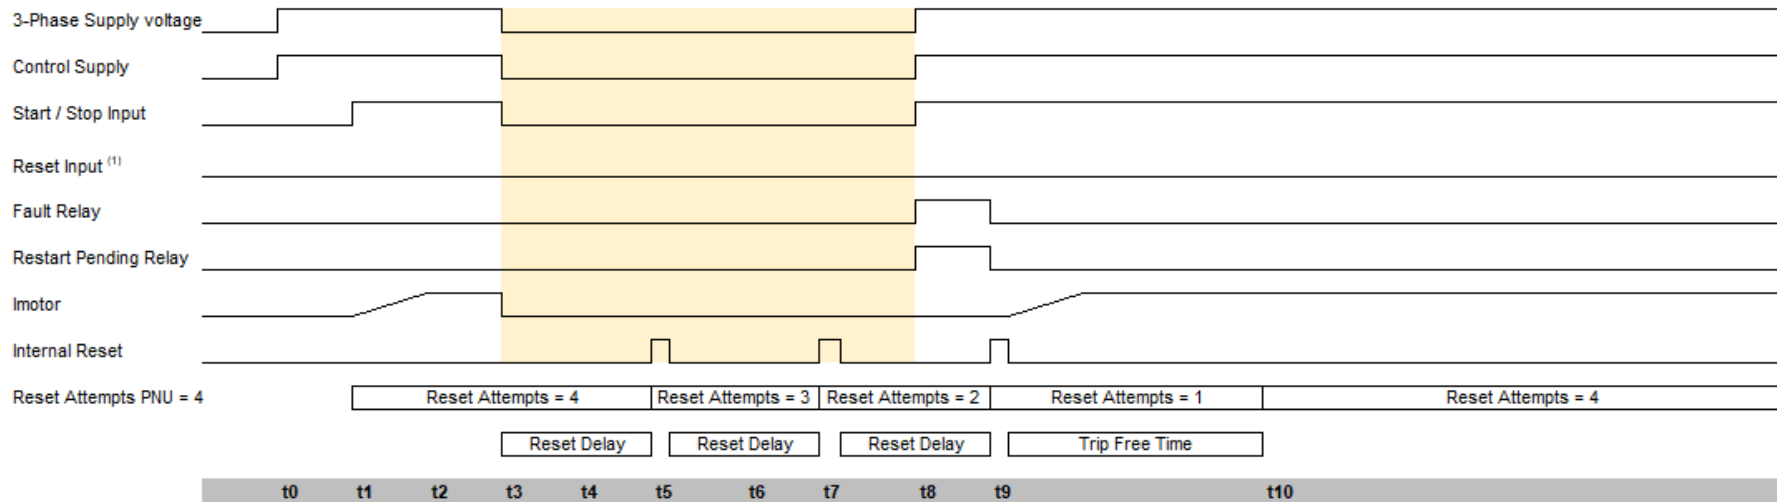 3-Phase Supply voltage
Control Supply
Start / Stop Input
Reset Input (1)
Fault Relay
Restart Pending Relay
Imotor
Internal Reset
Reset Attempts PNU = 4 Reset Attempts = 4 Reset Attempts = 3 Reset Attempts = 2 Reset Attempts = 1 Reset Attempts = 4
Reset Delay Reset Delay Reset Delay Trip Free Time
t0 t1 t2 t3 t4 t5 t6 t7 t8 t9 t10